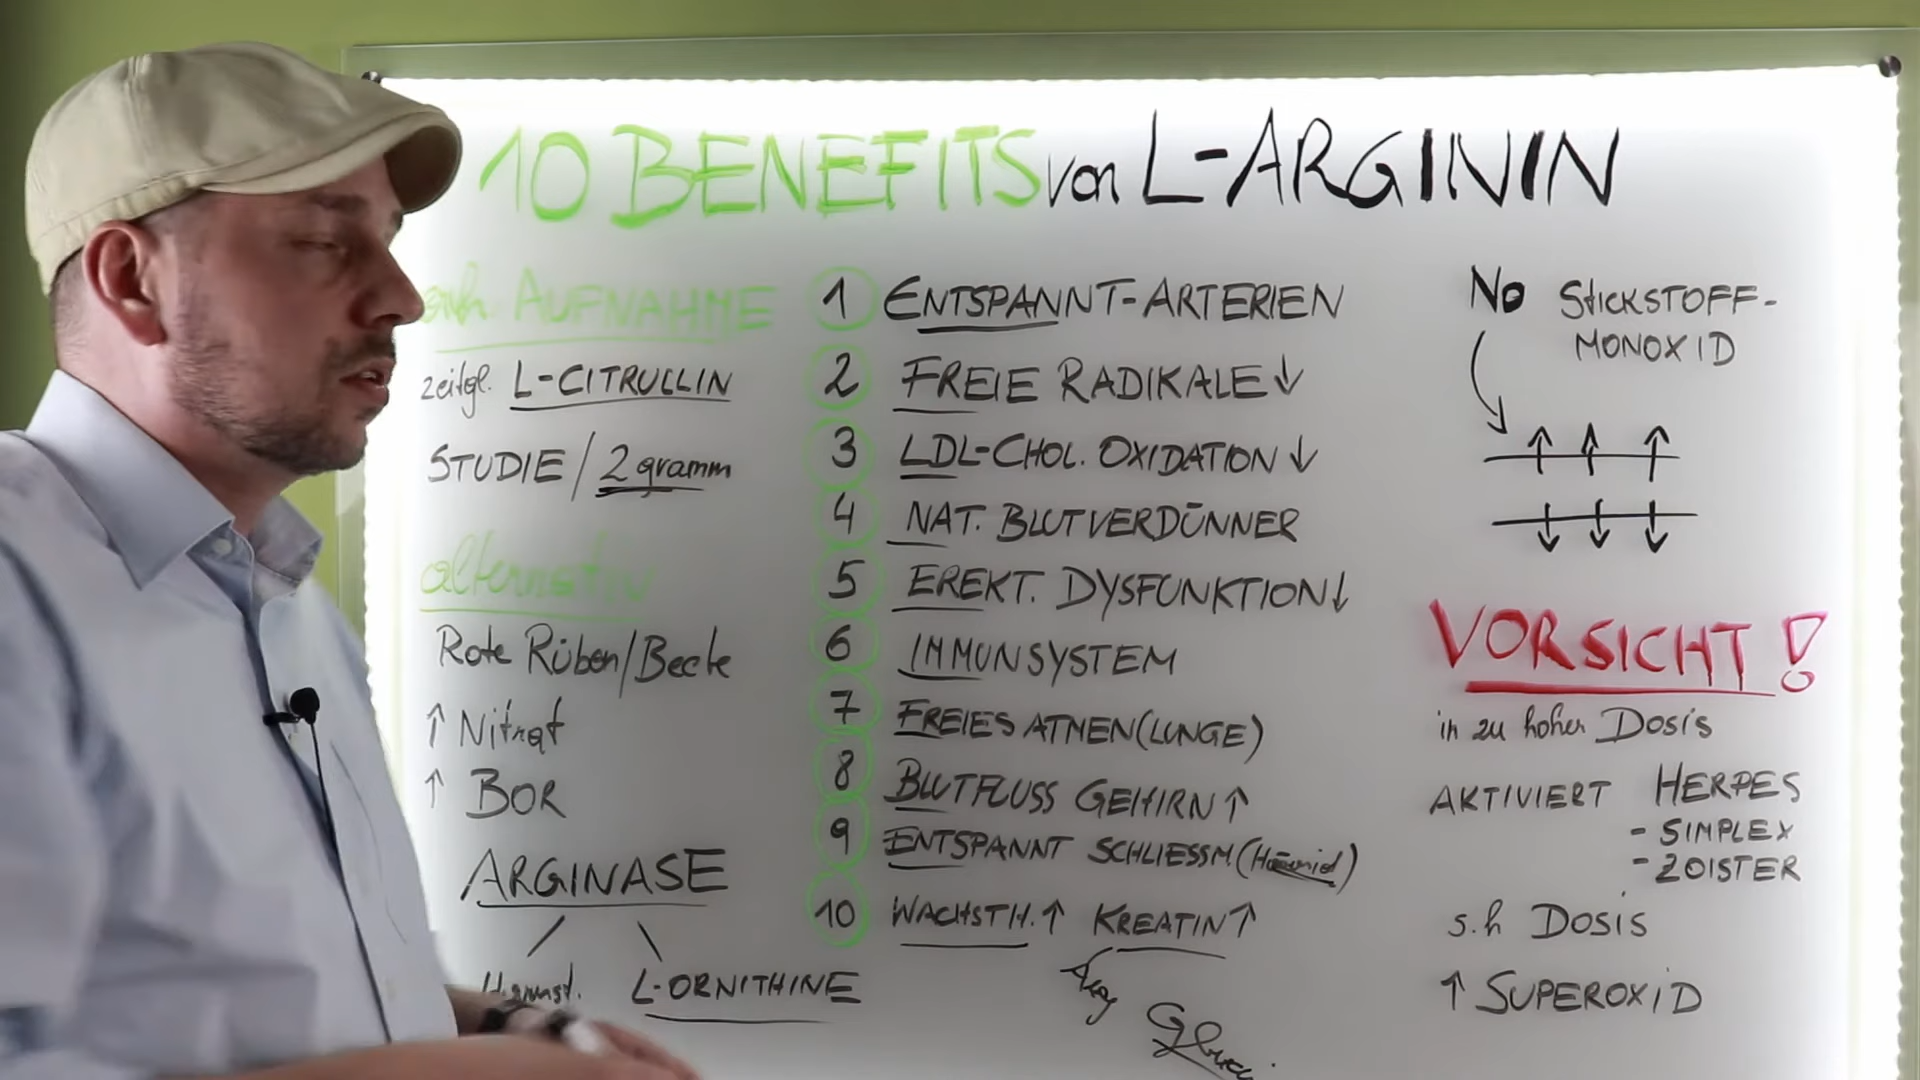 10 BENEFITS von L-ARGININ
AUFNAHME
zeitgl. L-CITRULLIN
STUDIE / 2 gramm
alternativ
Rote Rüben/Beete
↑ Nitrat
↑ BOR
ARGINASE
L-ORNITHINE
1 ENTSPANNT-ARTERIEN
2 FREIE RADIKALE↓
3 LDL-CHOL. OXIDATION↓
4 NAT. BLUTVERDÜNNER
5 EREKT. DYSFUNKTION↓
6 IMMUNSYSTEM
7 FREIES ATMEN(LUNGE)
8 BLUTFLUSS GEHIRN↑
9 ENTSPANNT SCHLIESSM(
10 WACHSTH.↑ KREATIN↑
Arg
NO STICKSTOFF-
MONOXID
VORSICHT!
in zu hoher Dosis
AKTIVIERT HERPES
- SIMPLEX
- ZOISTER
s.h Dosis
↑ SUPEROXID